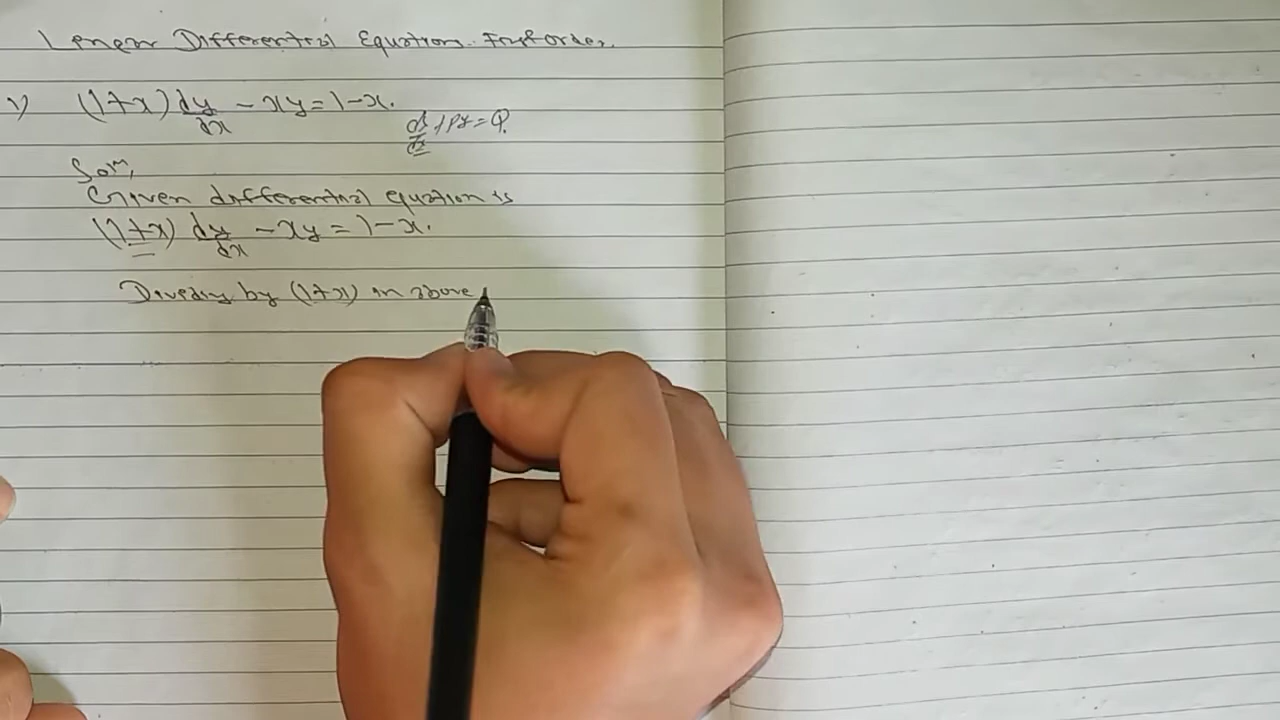 Linear Differential Equation First order.
1) (1+x) dy/dx - xy = 1-x.
dy/dx + Py = Q.
Soln,
Given differential equation is
(1+x) dy/dx - xy = 1-x.
Dividing by (1+x) in above